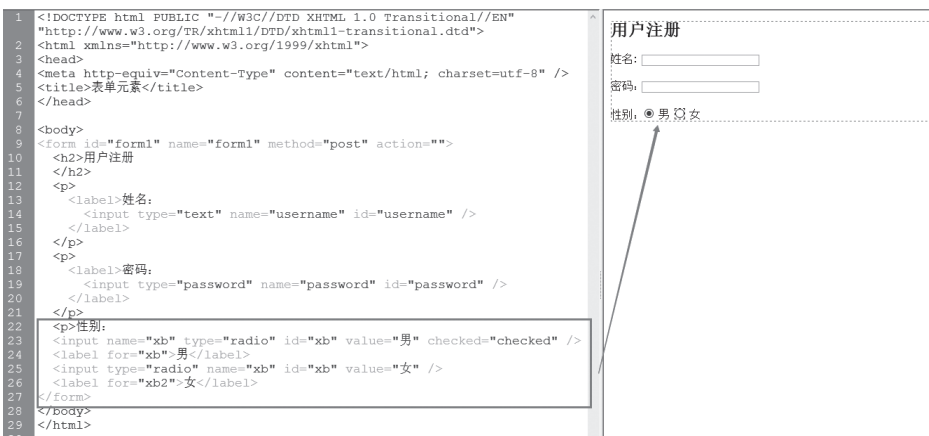 1 <!DOCTYPE html PUBLIC "-//W3C//DTD XHTML 1.0 Transitional//EN"
"http://www.w3.org/TR/xhtml1/DTD/xhtml1-transitional.dtd">
2 <html xmlns="http://www.w3.org/1999/xhtml">
3 <head>
4 <meta http-equiv="Content-Type" content="text/html; charset=utf-8" />
5 <title>表单元素</title>
6 </head>
7
8 <body>
9 <form id="form1" name="form1" method="post" action="">
10 <h2>用户注册
11 </h2>
12 <p>
13 <label>姓名:
14 <input type="text" name="username" id="username" />
15 </label>
16 </p>
17 <p>
18 <label>密码:
19 <input type="password" name="password" id="password" />
20 </label>
21 </p>
22 <p>性别:
23 <input name="xb" type="radio" id="xb" value="男" checked="checked" />
24 <label for="xb">男</label>
25 <input type="radio" name="xb" id="xb" value="女" />
26 <label for="xb2">女</label>
27 </form>
28 </body>
29 </html>
用户注册
姓名:
密码:
性别: 男 女